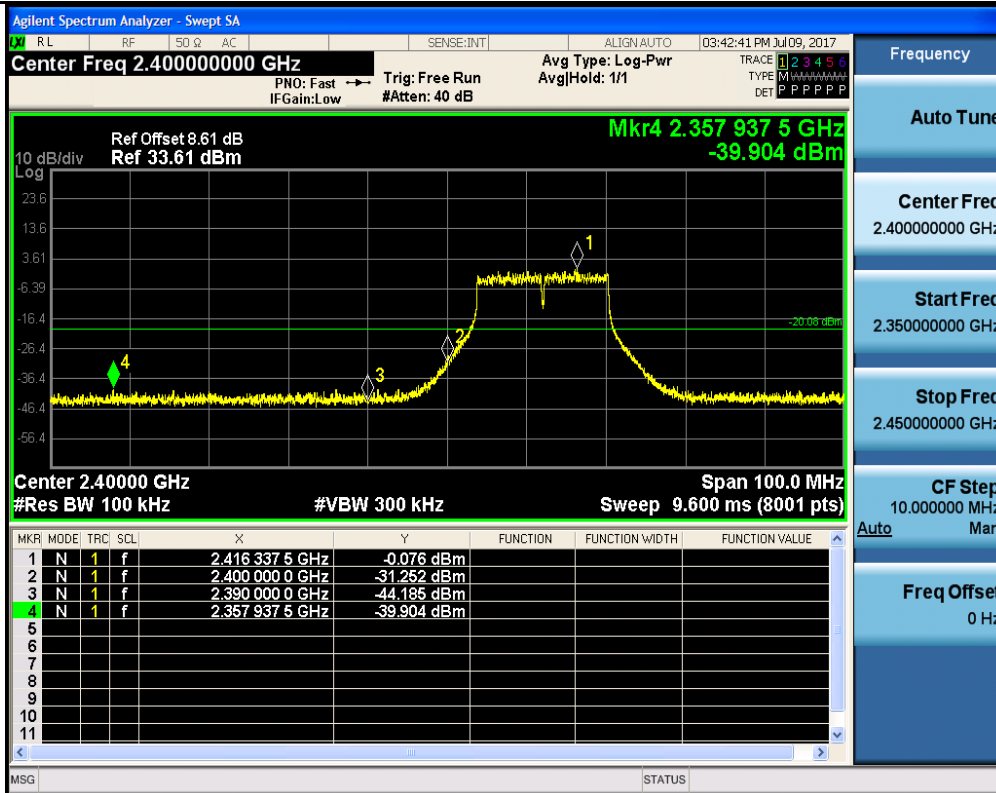 Agilent Spectrum Analyzer - Swept SA
LXI RL RF 50 Ω AC SENSE:INT ALIGN AUTO 03:42:41 PM Jul 09, 2017
Center Freq 2.400000000 GHz
PNO: Fast
IFGain:Low
Trig: Free Run
#Atten: 40 dB
Avg Type: Log-Pwr
Avg|Hold: 1/1
TRACE 1 2 3 4 5 6
TYPE M
DET P P P P P P
Ref Offset 8.61 dB
10 dB/div Ref 33.61 dBm
Log
Mkr4 2.357 937 5 GHz
-39.904 dBm
23.6
13.6
3.61
-6.39
-16.4
-26.4
-36.4
-46.4
-56.4
1
2
3
4
-20.08 dBm
Center 2.40000 GHz Span 100.0 MHz
#Res BW 100 kHz #VBW 300 kHz Sweep 9.600 ms (8001 pts)
MKR MODE TRC SCL X Y FUNCTION FUNCTION WIDTH FUNCTION VALUE
1 N 1 f 2.416 337 5 GHz -0.076 dBm
2 N 1 f 2.400 000 0 GHz -31.252 dBm
3 N 1 f 2.390 000 0 GHz -44.185 dBm
4 N 1 f 2.357 937 5 GHz -39.904 dBm
5
6
7
8
9
10
11
MSG STATUS
Frequency
Auto Tune
Center Freq
2.400000000 GHz
Start Freq
2.350000000 GHz
Stop Freq
2.450000000 GHz
CF Step
10.000000 MHz
Auto Man
Freq Offset
0 Hz